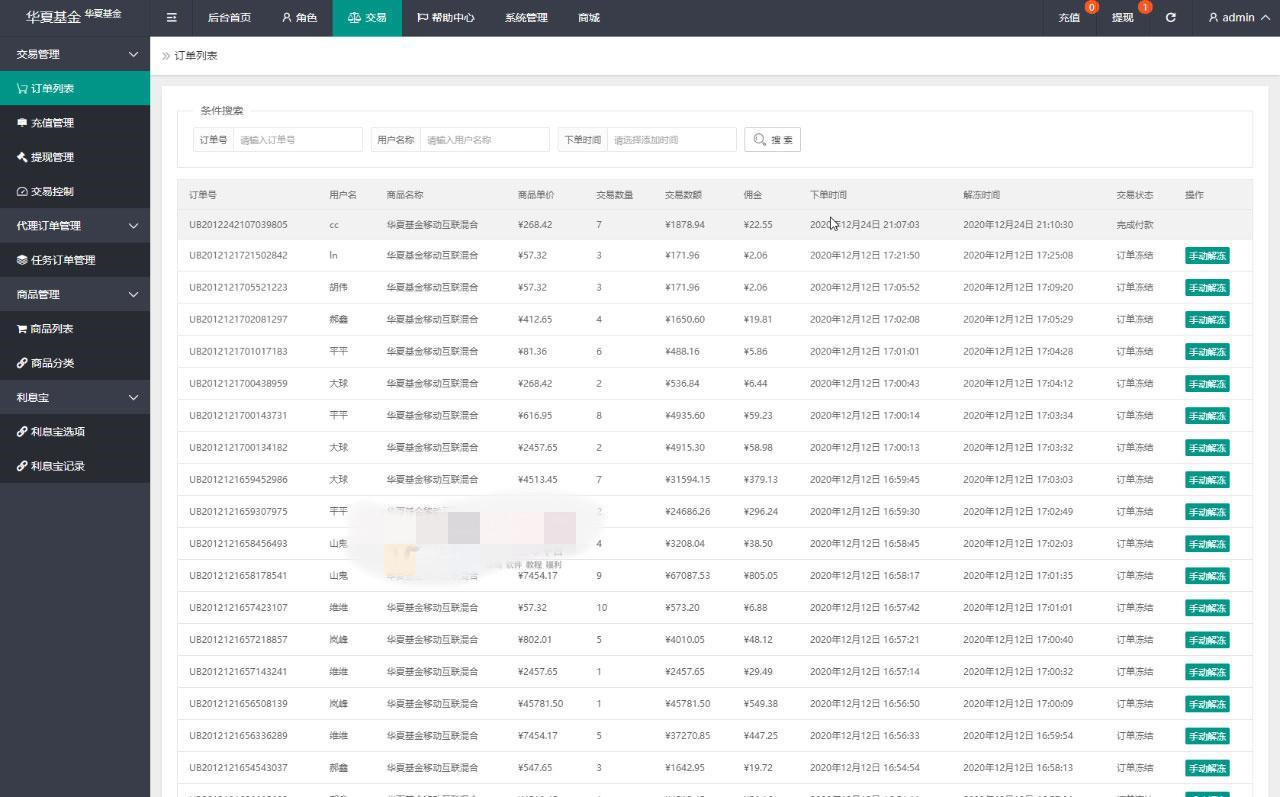 华夏基金 华夏基金 后台首页 角色 交易 帮助中心 系统管理 商城 充值 0 提现 1 admin
交易管理
订单列表
充值管理
提现管理
交易控制
代理订单管理
任务订单管理
商品管理
商品列表
商品分类
利息宝
利息宝选项
利息宝记录
订单列表
条件搜索
订单号 请输入订单号 用户名称 请输入用户名称 下单时间 请选择添加时间 搜 索
订单号 用户名 商品名称 商品单价 交易数量 交易数额 佣金 下单时间 解冻时间 交易状态 操作
UB2012242107039805 cc 华夏基金移动互联混合 ¥268.42 7 ¥1878.94 ¥22.55 2020年12月24日 21:07:03 2020年12月24日 21:10:30 完成付款
UB2012121721502842 ln 华夏基金移动互联混合 ¥57.32 3 ¥171.96 ¥2.06 2020年12月12日 17:21:50 2020年12月12日 17:25:08 订单冻结 手动解冻
UB2012121705521223 胡伟 华夏基金移动互联混合 ¥57.32 3 ¥171.96 ¥2.06 2020年12月12日 17:05:52 2020年12月12日 17:09:20 订单冻结 手动解冻
UB2012121702081297 郝鑫 华夏基金移动互联混合 ¥412.65 4 ¥1650.60 ¥19.81 2020年12月12日 17:02:08 2020年12月12日 17:05:29 订单冻结 手动解冻
UB2012121701017183 平平 华夏基金移动互联混合 ¥81.36 6 ¥488.16 ¥5.86 2020年12月12日 17:01:01 2020年12月12日 17:04:28 订单冻结 手动解冻
UB2012121700438959 大球 华夏基金移动互联混合 ¥268.42 2 ¥536.84 ¥6.44 2020年12月12日 17:00:43 2020年12月12日 17:04:12 订单冻结 手动解冻
UB2012121700143731 平平 华夏基金移动互联混合 ¥616.95 8 ¥4935.60 ¥59.23 2020年12月12日 17:00:14 2020年12月12日 17:03:34 订单冻结 手动解冻
UB2012121700134182 大球 华夏基金移动互联混合 ¥2457.65 2 ¥4915.30 ¥58.98 2020年12月12日 17:00:13 2020年12月12日 17:03:32 订单冻结 手动解冻
UB2012121659452986 大球 华夏基金移动互联混合 ¥4513.45 7 ¥31594.15 ¥379.13 2020年12月12日 16:59:45 2020年12月12日 17:03:03 订单冻结 手动解冻
UB2012121659307975 平平 华夏基金移动互联混合 2 ¥24686.26 ¥296.24 2020年12月12日 16:59:30 2020年12月12日 17:02:49 订单冻结 手动解冻
UB2012121658456493 山鬼 4 ¥3208.04 ¥38.50 2020年12月12日 16:58:45 2020年12月12日 17:02:03 订单冻结 手动解冻
软件 教程 福利
UB2012121658178541 山鬼 华夏基金移动互联混合 ¥7454.17 9 ¥67087.53 ¥805.05 2020年12月12日 16:58:17 2020年12月12日 17:01:35 订单冻结 手动解冻
UB2012121657423107 维维 华夏基金移动互联混合 ¥57.32 10 ¥573.20 ¥6.88 2020年12月12日 16:57:42 2020年12月12日 17:01:01 订单冻结 手动解冻
UB2012121657218857 岚峰 华夏基金移动互联混合 ¥802.01 5 ¥4010.05 ¥48.12 2020年12月12日 16:57:21 2020年12月12日 17:00:40 订单冻结 手动解冻
UB2012121657143241 维维 华夏基金移动互联混合 ¥2457.65 1 ¥2457.65 ¥29.49 2020年12月12日 16:57:14 2020年12月12日 17:00:32 订单冻结 手动解冻
UB2012121656508139 岚峰 华夏基金移动互联混合 ¥45781.50 1 ¥45781.50 ¥549.38 2020年12月12日 16:56:50 2020年12月12日 17:00:09 订单冻结 手动解冻
UB2012121656336289 维维 华夏基金移动互联混合 ¥7454.17 5 ¥37270.85 ¥447.25 2020年12月12日 16:56:33 2020年12月12日 16:59:54 订单冻结 手动解冻
UB2012121654543037 郝鑫 华夏基金移动互联混合 ¥547.65 3 ¥1642.95 ¥19.72 2020年12月12日 16:54:54 2020年12月12日 16:58:13 订单冻结 手动解冻